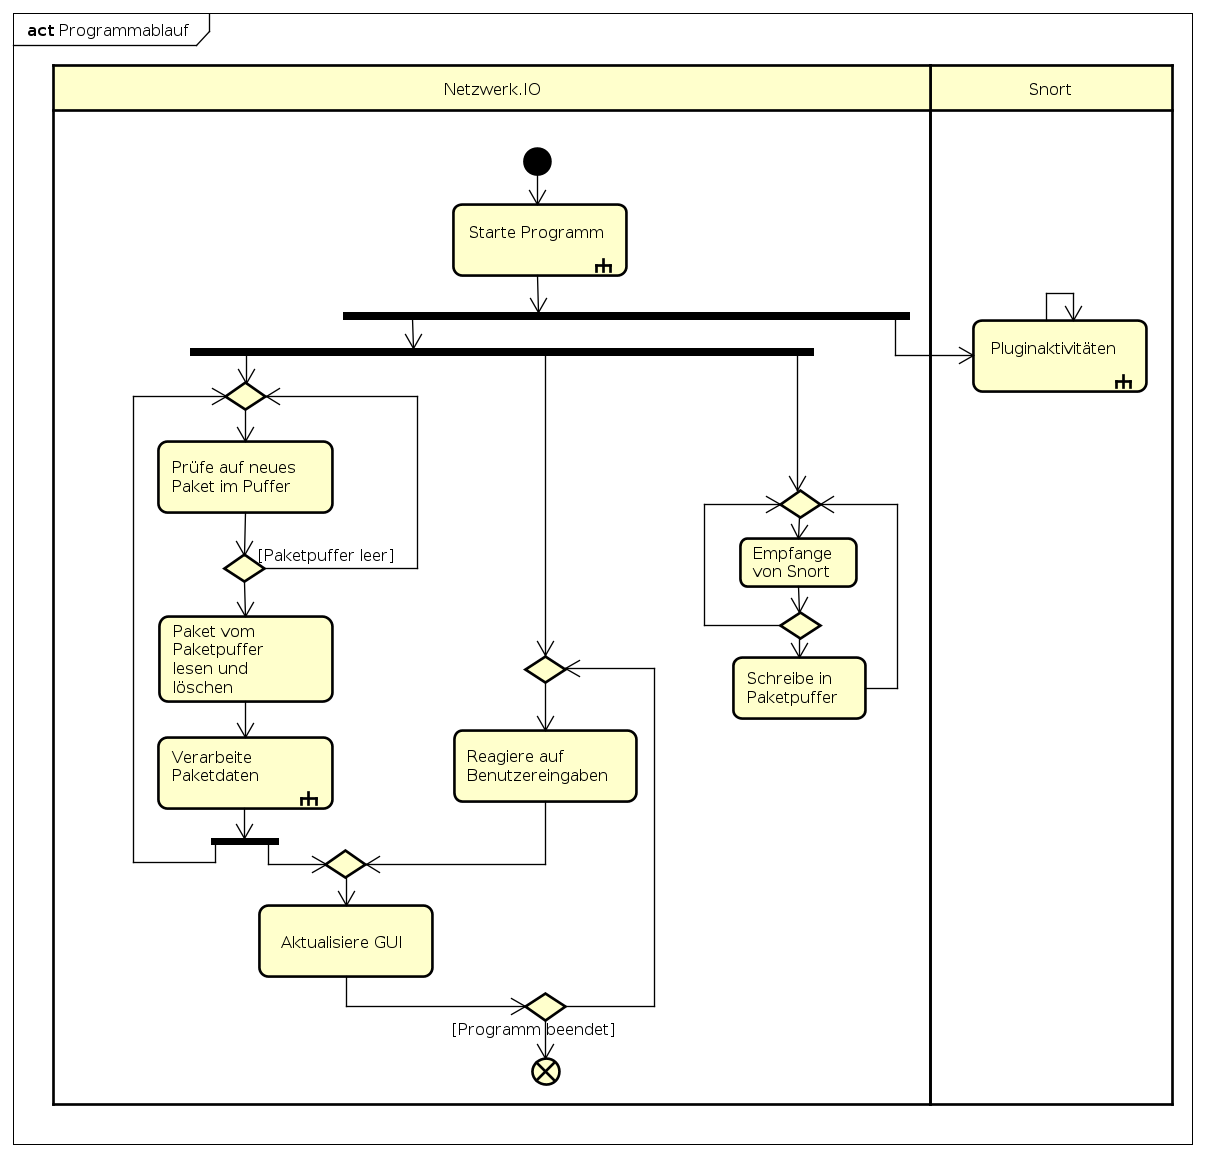 act Programmablauf
Netzwerk.IO
Snort
Starte Programm
Pluginaktivitäten
Prüfe auf neues
Paket im Puffer
[Paketpuffer leer]
Empfange
von Snort
Paket vom
Paketpuffer
lesen und
löschen
Schreibe in
Paketpuffer
Verarbeite
Paketdaten
Reagiere auf
Benutzereingaben
Aktualisiere GUI
[Programm beendet]